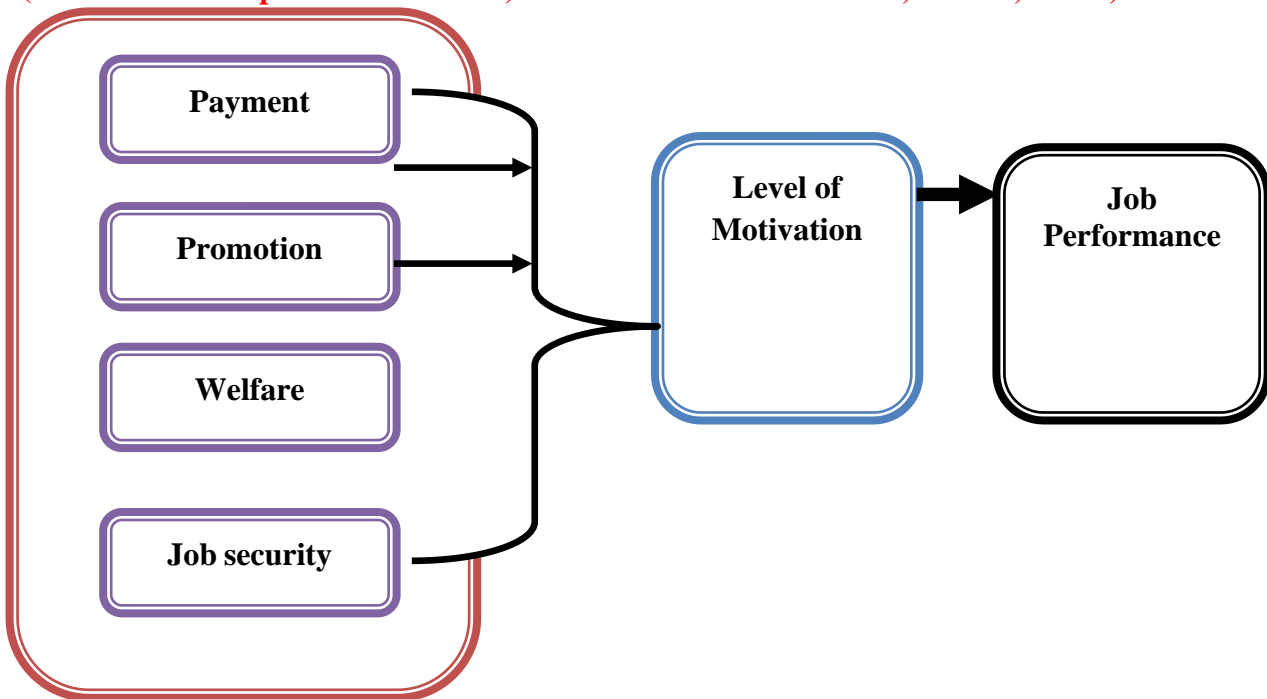 Payment
Promotion
Welfare
Job security
Level of
Motivation
Job
Performance